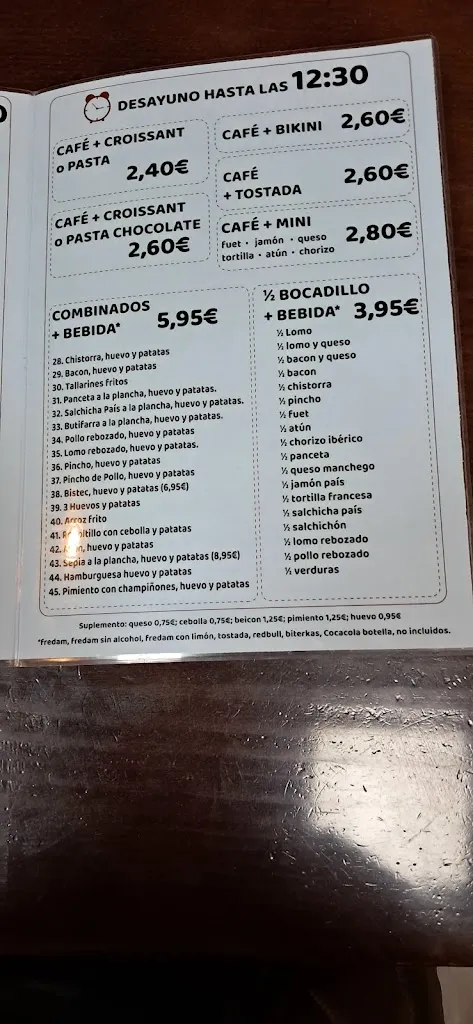 DESAYUNO HASTA LAS 12:30
CAFÉ + CROISSANT
o PASTA
2,40€
CAFÉ + BIKINI 2,60€
CAFÉ
+ TOSTADA
2,60€
CAFÉ + CROISSANT
o PASTA CHOCOLATE
2,60€
CAFÉ + MINI
fuet · jamón · queso
tortilla · atún · chorizo
2,80€
COMBINADOS
+ BEBIDA* 5,95€
28. Chistorra, huevo y patatas
29. Bacon, huevo y patatas
30. Tallarines fritos
31. Panceta a la plancha, huevo y patatas.
32. Salchicha País a la plancha, huevo y patatas.
33. Butifarra a la plancha, huevo y patatas.
34. Pollo rebozado, huevo y patatas
35. Lomo rebozado, huevo y patatas.
36. Pincho, huevo y patatas
37. Pincho de Pollo, huevo y patatas
38. Bistec, huevo y patatas (6,95€)
39. 3 Huevos y patatas
40. Arroz frito
41. con cebolla y patatas
42. huevo y patatas
43. Sepia a la plancha, huevo y patatas (8,95€)
44. Hamburguesa huevo y patatas
45. Pimiento con champiñones, huevo y patatas
½ BOCADILLO
+ BEBIDA* 3,95€
½ Lomo
½ lomo y queso
½ bacon y queso
½ bacon
½ chistorra
½ pincho
½ fuet
½ atún
½ chorizo ibérico
½ panceta
½ queso manchego
½ jamón país
½ tortilla francesa
½ salchicha país
½ salchichón
½ lomo rebozado
½ pollo rebozado
½ verduras
Suplemento: queso 0,75€; cebolla 0,75€; beicon 1,25€; pimiento 1,25€; huevo 0,95€
*fredam, fredam sin alcohol, fredam con limón, tostada, redbull, biterkas, Cocacola botella, no incluidos.